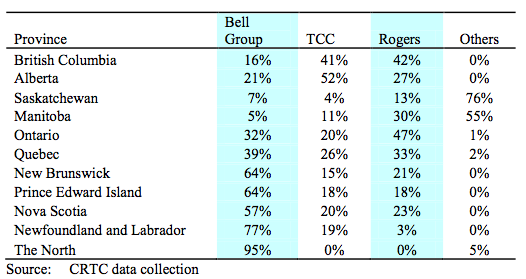 Bell
Province Group TCC Rogers Others
British Columbia 16% 41% 42% 0%
Alberta 21% 52% 27% 0%
Saskatchewan 7% 4% 13% 76%
Manitoba 5% 11% 30% 55%
Ontario 32% 20% 47% 1%
Quebec 39% 26% 33% 2%
New Brunswick 64% 15% 21% 0%
Prince Edward Island 64% 18% 18% 0%
Nova Scotia 57% 20% 23% 0%
Newfoundland and Labrador 77% 19% 3% 0%
The North 95% 0% 0% 5%
Source: CRTC data collection